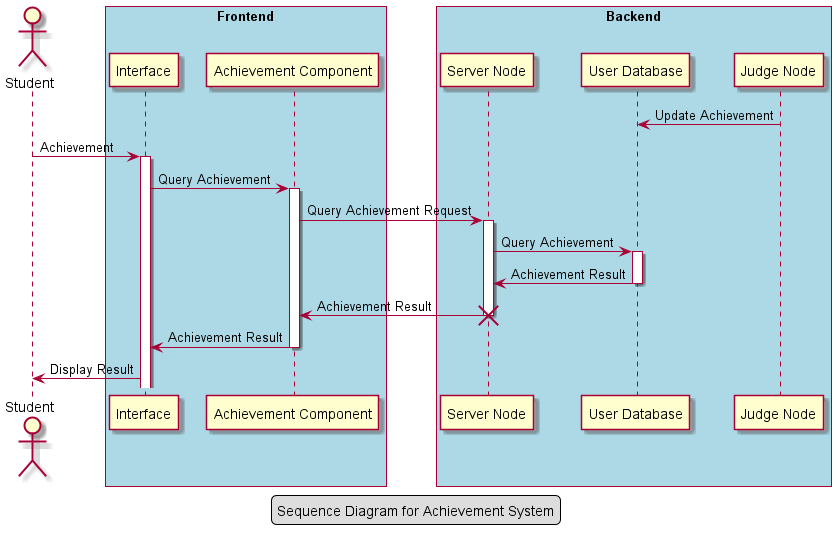 Frontend
Backend
Student
Interface
Achievement Component
Server Node
User Database
Judge Node
Update Achievement
Achievement
Query Achievement
Query Achievement Request
Query Achievement
Achievement Result
Achievement Result
Achievement Result
Display Result
Student
Interface
Achievement Component
Server Node
User Database
Judge Node
Sequence Diagram for Achievement System